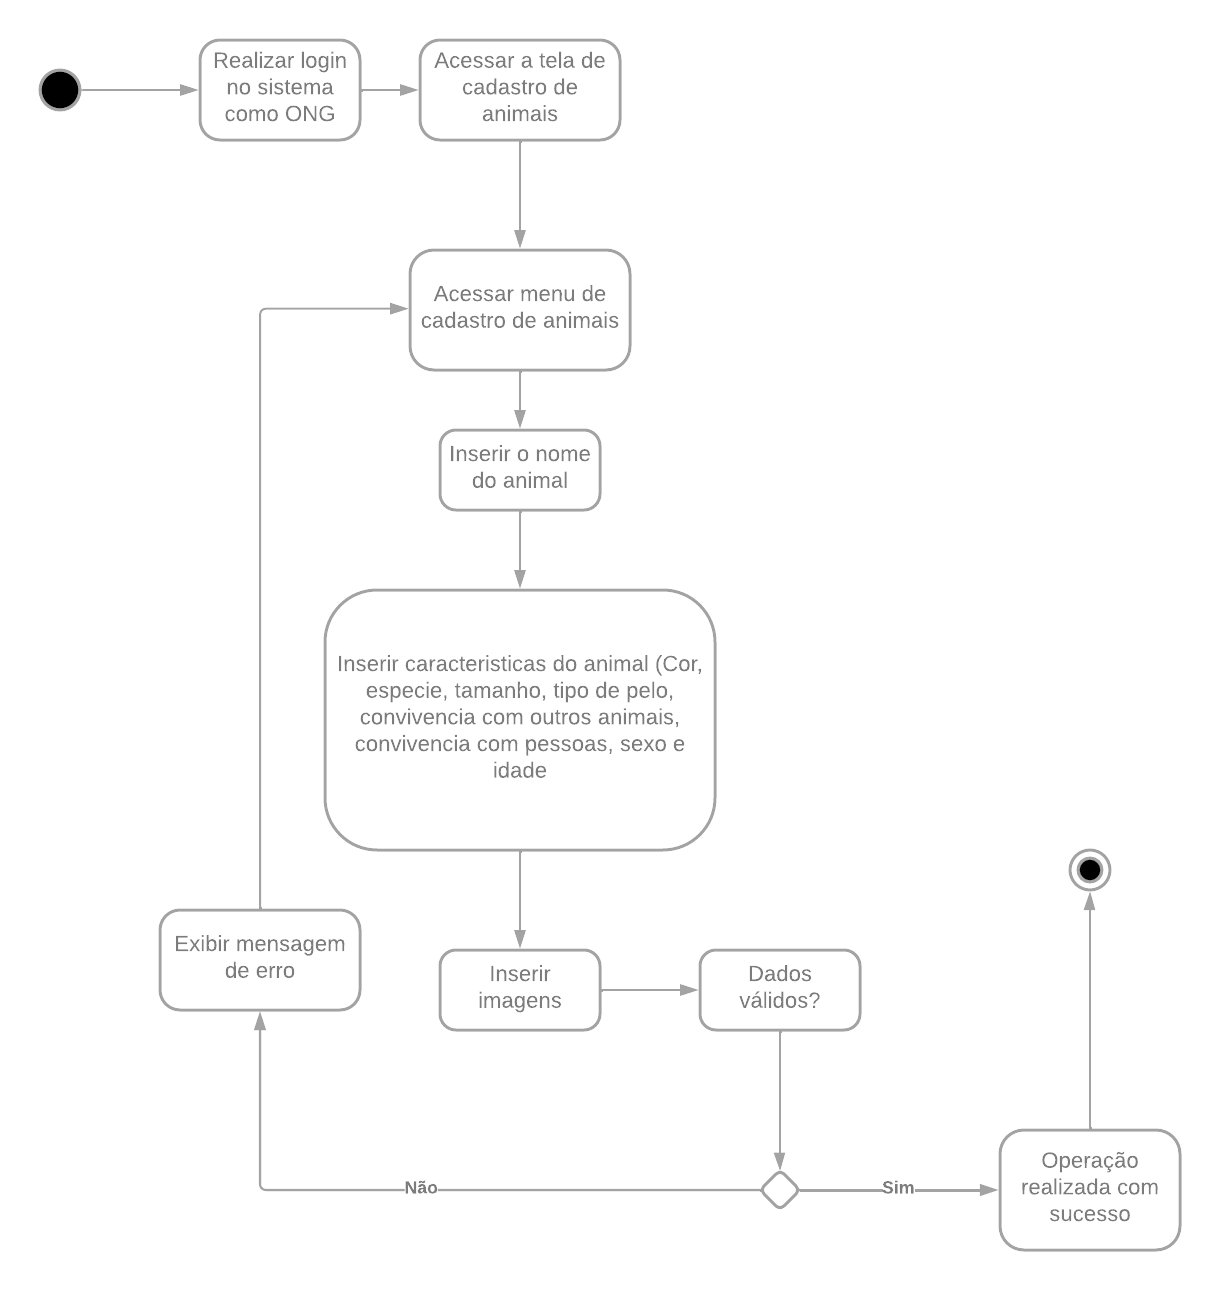 Realizar login
no sistema
como ONG
Acessar a tela de
cadastro de
animais
Acessar menu de
cadastro de animais
Inserir o nome
do animal
Inserir caracteristicas do animal (Cor,
especie, tamanho, tipo de pelo,
convivencia com outros animais,
convivencia com pessoas, sexo e
idade
Exibir mensagem
de erro
Inserir
imagens
Dados
válidos?
Não
Sim
Operação
realizada com
sucesso